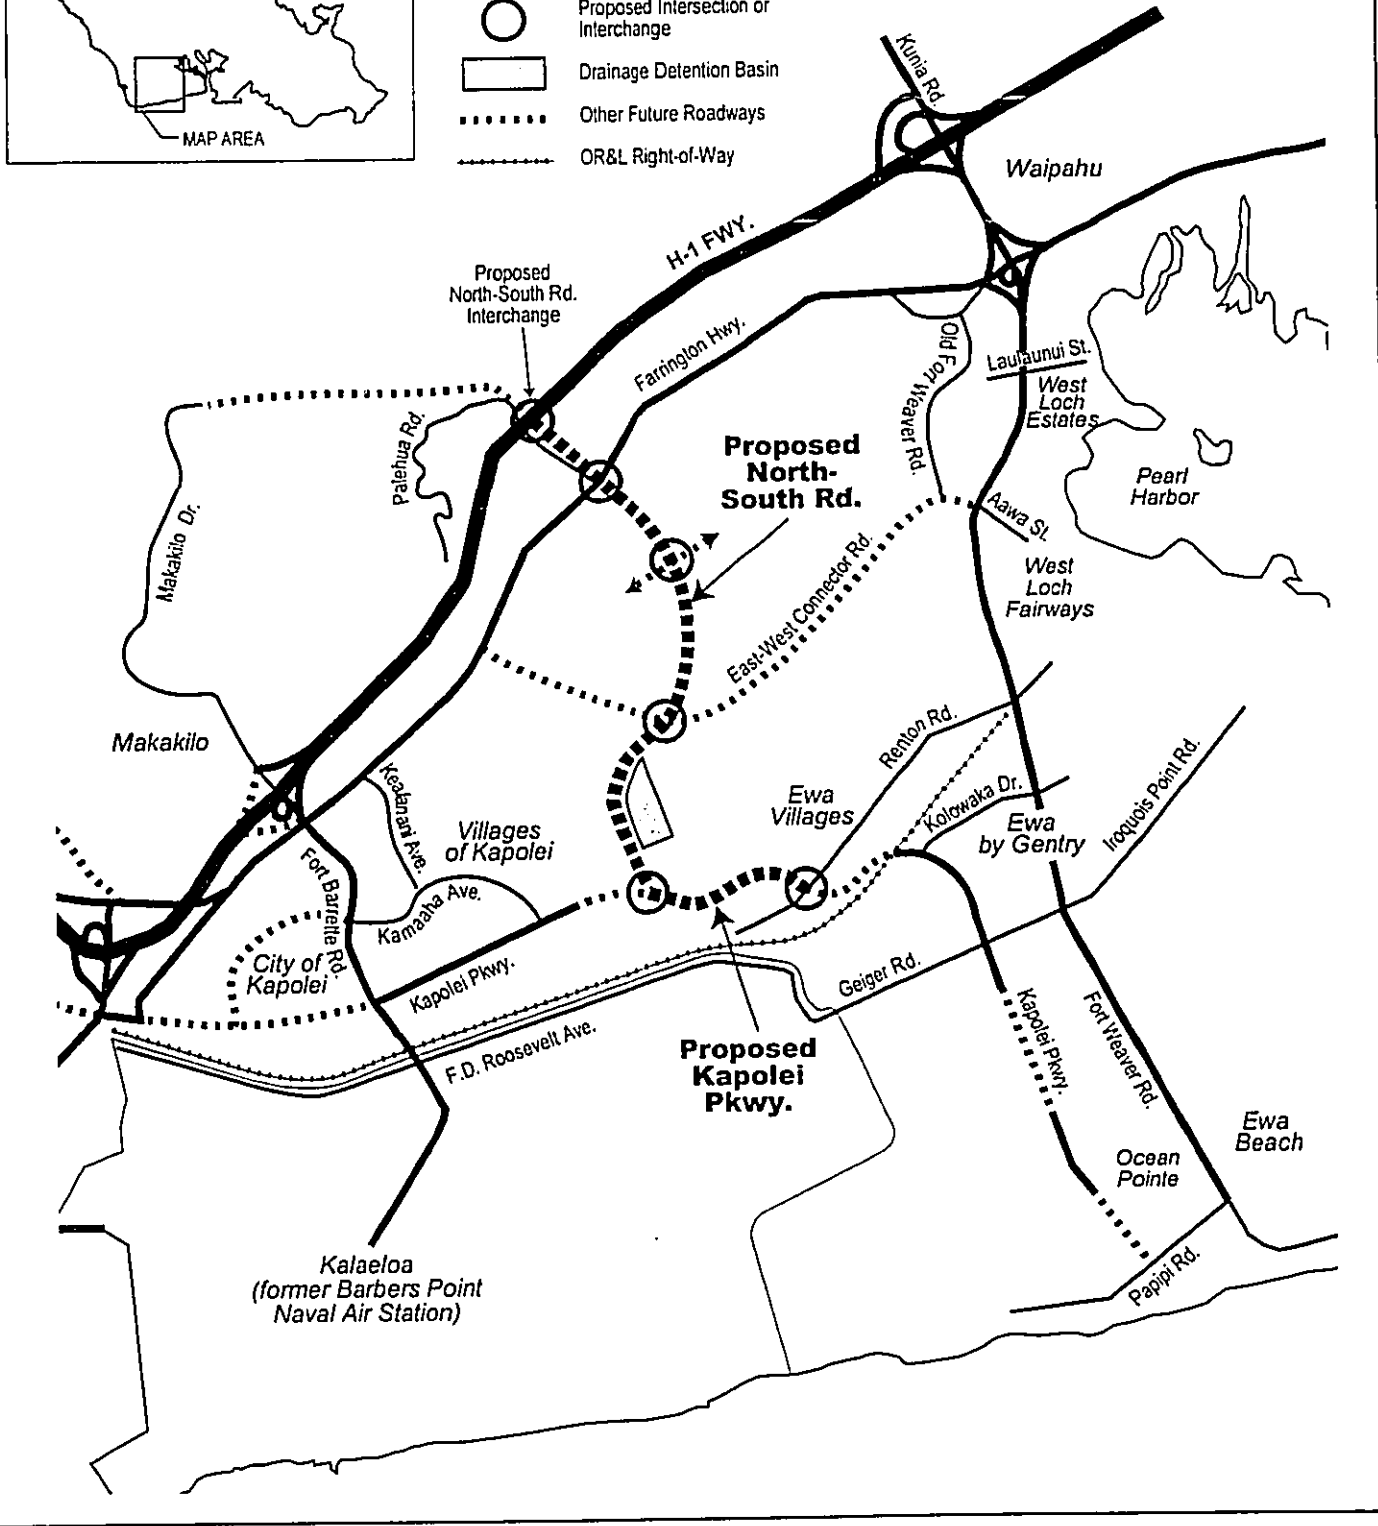 Proposed Intersection or
Interchange
Drainage Detention Basin
Other Future Roadways
OR&L Right-of-Way
MAP AREA
Kunia Rd.
Waipahu
H-1 FWY.
Proposed
North-South Rd.
Interchange
Farrington Hwy.
Old Fort Weaver Rd.
Laulaunui St.
West
Loch
Estates
Palehua Rd.
Proposed
North-
South Rd.
Pearl
Harbor
Makakilo Dr.
Aawa St.
West
Loch
Fairways
East-West Connector Rd.
Makakilo
Renton Rd.
Kealanani Ave.
Villages
of Kapolei
Ewa
Villages
Kolowaka Dr.
Ewa
by Gentry
Iroquois Point Rd.
Fort Barrette Rd.
Kamaaha Ave.
City of
Kapolei
Kapolei Pkwy.
Geiger Rd.
F.D. Roosevelt Ave.
Proposed
Kapolei
Pkwy.
Kapolei Pkwy.
Fort Weaver Rd.
Ewa
Beach
Ocean
Pointe
Papipi Rd.
Kalaeloa
(former Barbers Point
Naval Air Station)